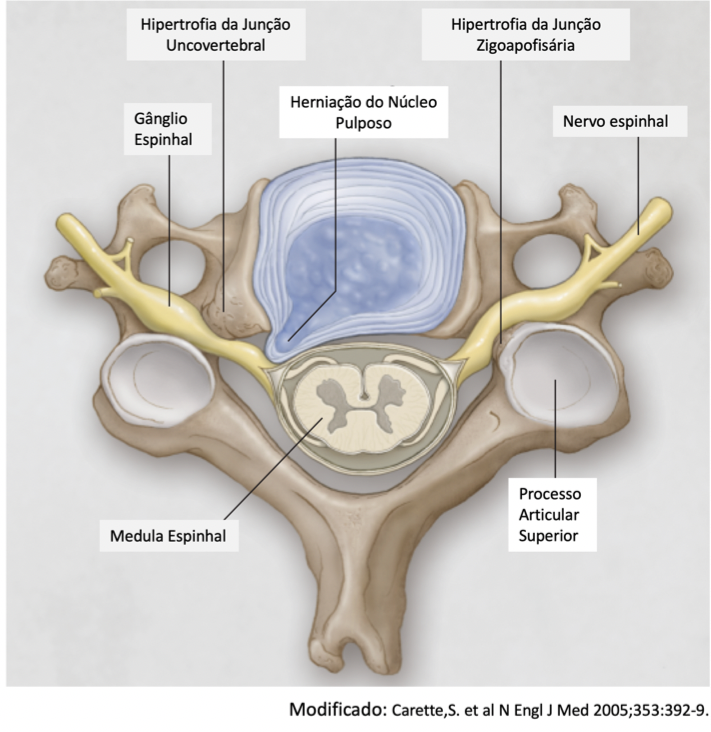 Hipertrofia da Junção
Uncovertebral
Hipertrofia da Junção
Zigoapofisária
Herniação do Núcleo
Pulposo
Gânglio
Espinhal
Nervo espinhal
Processo
Articular
Superior
Medula Espinhal
Modificado: Carette,S. et al N Engl J Med 2005;353:392-9.